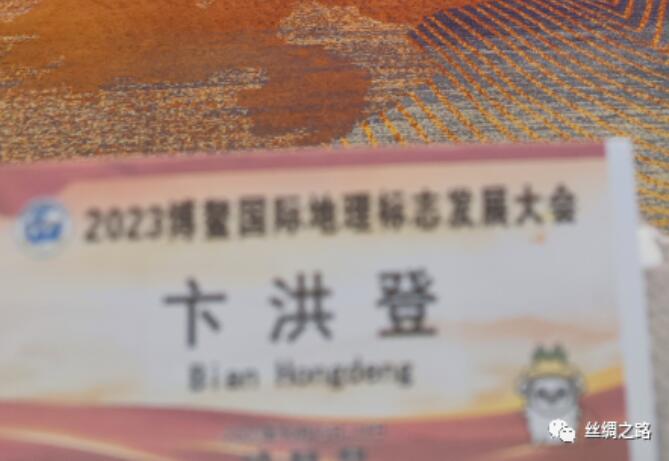 2023博鳌国际地理标志发展大会
卞洪登
Bian Hongdeng
丝绸之路